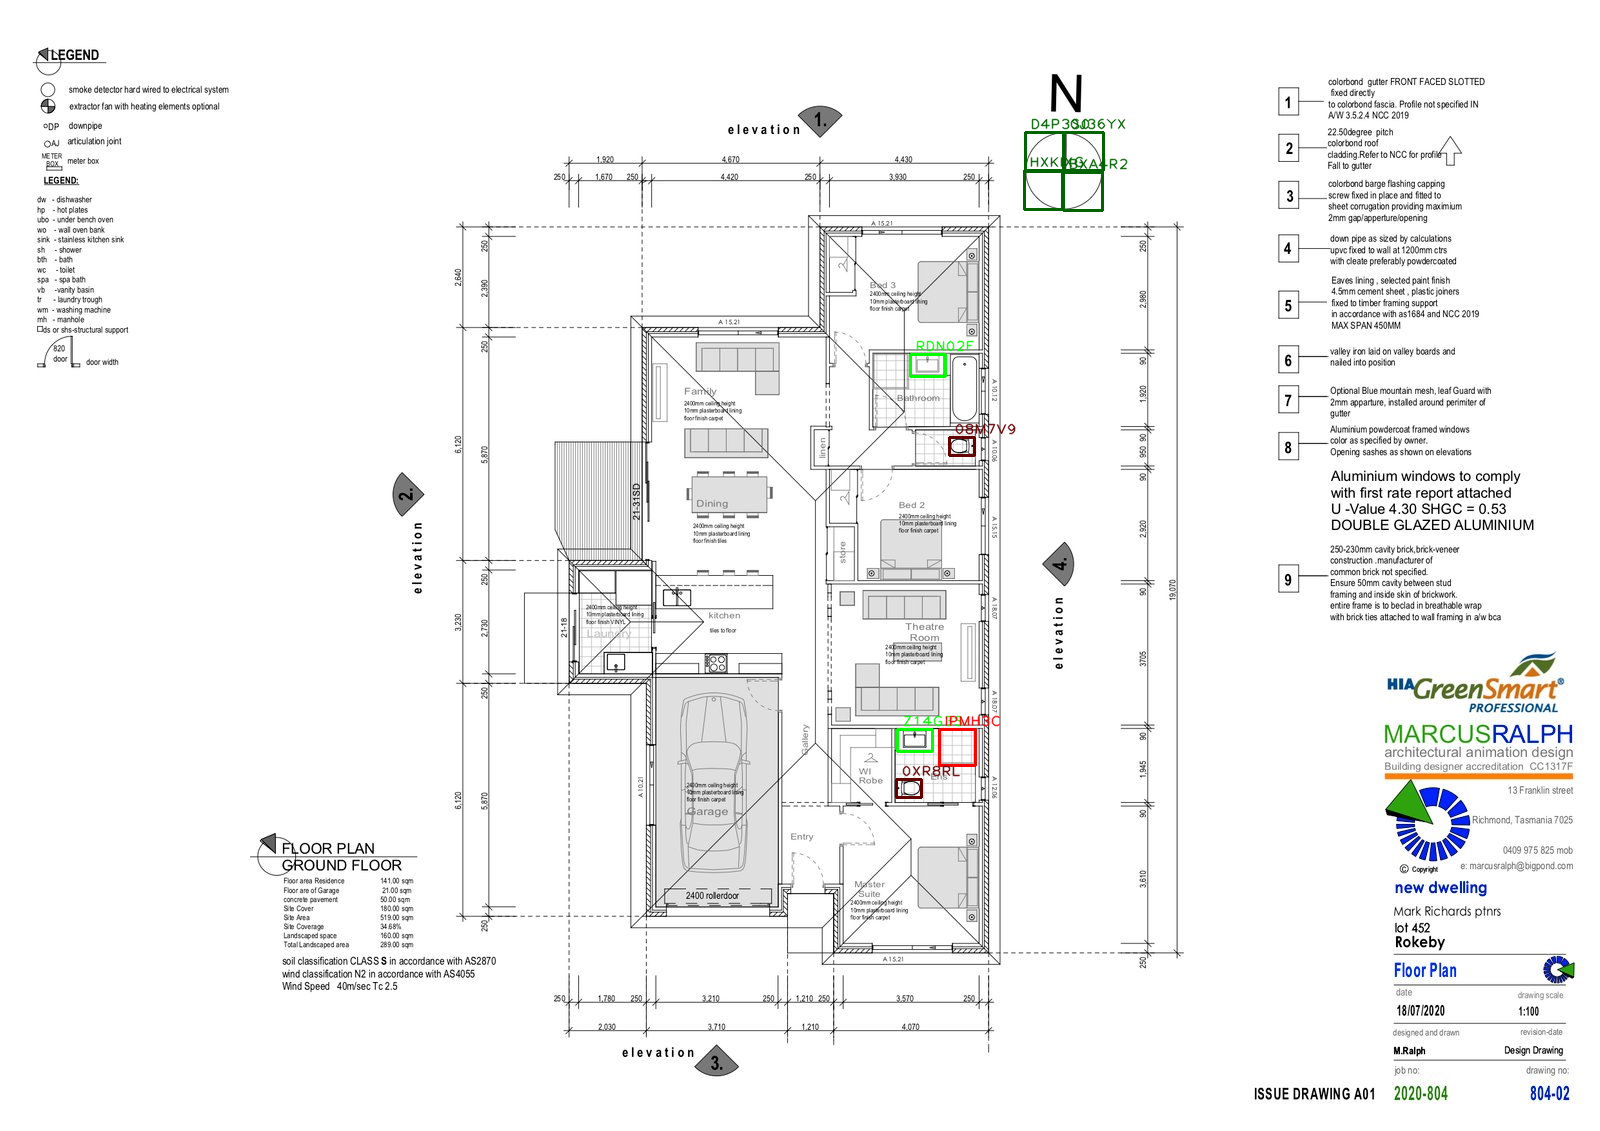 LEGEND
smoke detector hard wired to electrical system
extractor fan with heating elements optional
DP downpipe
AJ articulation joint
METER BOX meter box
LEGEND:
dw - dishwasher
hp - hot plates
ubo - under bench oven
wo - wall oven bank
sink - stainless kitchen sink
sh - shower
bth - bath
wc - toilet
spa - spa bath
vb -vanity basin
tr - laundry trough
wm - washing machine
mh - manhole
ds or shs-structural support
820
door
door width
FLOOR PLAN
GROUND FLOOR
Floor area Residence 141.00 sqm
Floor are of Garage 21.00 sqm
concrete pavement 50.00 sqm
Site Cover 180.00 sqm
Site Area 519.00 sqm
Site Coverage 34.68%
Landscaped space 160.00 sqm
Total Landscaped area 289.00 sqm
soil classification CLASS S in accordance with AS2870
wind classification N2 in accordance with AS4055
Wind Speed 40m/sec Tc 2.5
elevation 1.
elevation 2.
elevation 3.
elevation 4.
N
D4P3
J36YX
HXK
BXA4R2
1,920 4,670 4,430
250 1,670 250 4,420 250 3,930 250
2,640 6,120 3,230 6,120
250 2,390 250 5,870 250 2,730 250 5,870 250
250 2,980 90 1,920 90 950 90 2,920 90 3705 90 1,945 90 3,610 250
19,070
250 1,780 250 3,210 250 1,210 250 3,570 250
2,030 3,710 1,210 4,070
A 15.21
Bed 3
2400mm ceiling height
10mm plasterboard lining
floor finish carpet
A 15.21
RDN02F
Bathroom
A 10.12
08M7V9
A 10.06
linen
Family
2400mm ceiling height
10mm plasterboard lining
floor finish carpet
21-31SD
Dining
2400mm ceiling height
10mm plasterboard lining
floor finish tiles
Bed 2
2400mm ceiling height
10mm plasterboard lining
floor finish carpet
A 15.15
store
kitchen
tiles to floor
21-18
2400mm ceiling height
10mm plasterboard lining
floor finish VINYL
Laundry
Theatre
Room
2400mm ceiling height
10mm plasterboard lining
floor finish carpet
A 18.07
A 18.07
Z14G
IPMH3C
0XR8RL
Ens
A 12.06
WI
Robe
Gallery
A 10.21
2400mm ceiling height
10mm plasterboard lining
floor finish carpet
Garage
2400 rollerdoor
Entry
Master
Suite
2400mm ceiling height
10mm plasterboard lining
floor finish carpet
A 15.21
1
colorbond gutter FRONT FACED SLOTTED
fixed directly
to colorbond fascia. Profile not specified IN
A/W 3.5.2.4 NCC 2019
2
22.50degree pitch
colorbond roof
cladding.Refer to NCC for profile
Fall to gutter
3
colorbond barge flashing capping
screw fixed in place and fitted to
sheet corrugation providing maximium
2mm gap/apperture/opening
4
down pipe as sized by calculations
upvc fixed to wall at 1200mm ctrs
with cleate preferably powdercoated
5
Eaves lining , selected paint finish
4.5mm cement sheet , plastic joiners
fixed to timber framing support
in accordance with as1684 and NCC 2019
MAX SPAN 450MM
6
valley iron laid on valley boards and
nailed into position
7
Optional Blue mountain mesh, leaf Guard with
2mm apparture, installed around perimiter of
gutter
8
Aluminium powdercoat framed windows
color as specified by owner.
Opening sashes as shown on elevations
Aluminium windows to comply
with first rate report attached
U -Value 4.30 SHGC = 0.53
DOUBLE GLAZED ALUMINIUM
9
250-230mm cavity brick,brick-veneer
construction .manufacturer of
common brick not specified.
Ensure 50mm cavity between stud
framing and inside skin of brickwork.
entire frame is to beclad in breathable wrap
with brick ties attached to wall framing in a/w bca
HIA GreenSmart®
PROFESSIONAL
MARCUSRALPH
architectural animation design
Building designer accreditation CC1317F
13 Franklin street
Richmond, Tasmania 7025
0409 975 825 mob
© Copyright
e: marcusralph@bigpond.com
new dwelling
Mark Richards ptnrs
lot 452
Rokeby
Floor Plan
date
drawing scale
18/07/2020
1:100
designed and drawn
revision-date
M.Ralph
Design Drawing
job no:
drawing no:
ISSUE DRAWING A01
2020-804
804-02